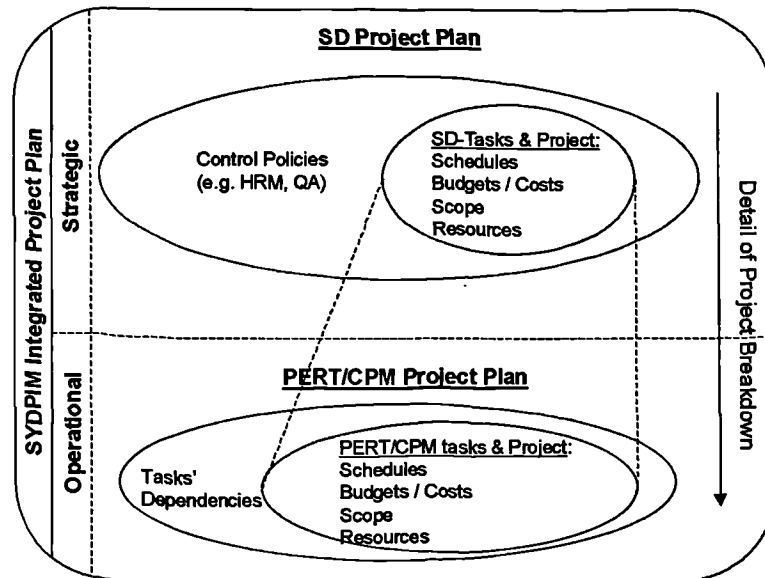 SYDPIM Integrated Project Plan
Strategic
SD Project Plan
Control Policies
(e.g. HRM, QA)
SD-Tasks & Project:
Schedules
Budgets / Costs
Scope
Resources
Detail of Project Breakdown
Operational
PERT/CPM Project Plan
Tasks'
Dependencies
PERT/CPM tasks & Project:
Schedules
Budgets / Costs
Scope
Resources